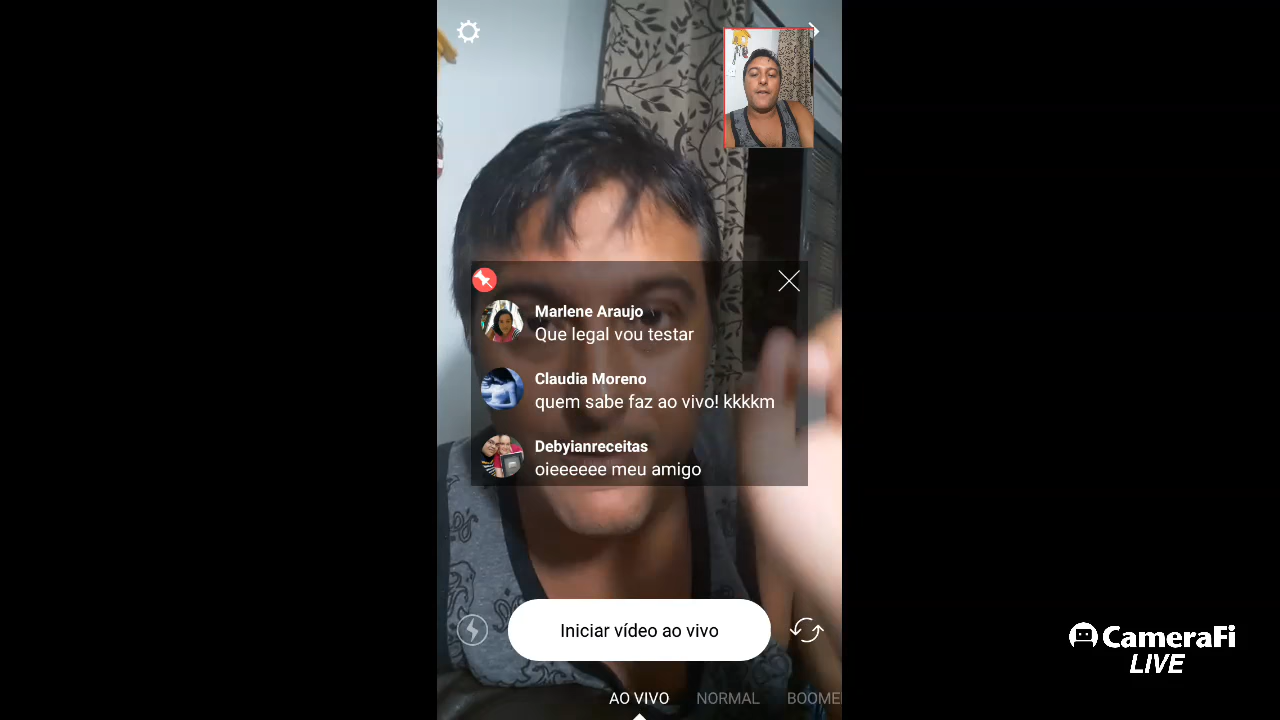 Marlene Araujo
Que legal vou testar
Claudia Moreno
quem sabe faz ao vivo! kkkkm
Debyianreceitas
oieeeeee meu amigo
Iniciar vídeo ao vivo
AO VIVO NORMAL BOOME
CameraFi
LIVE